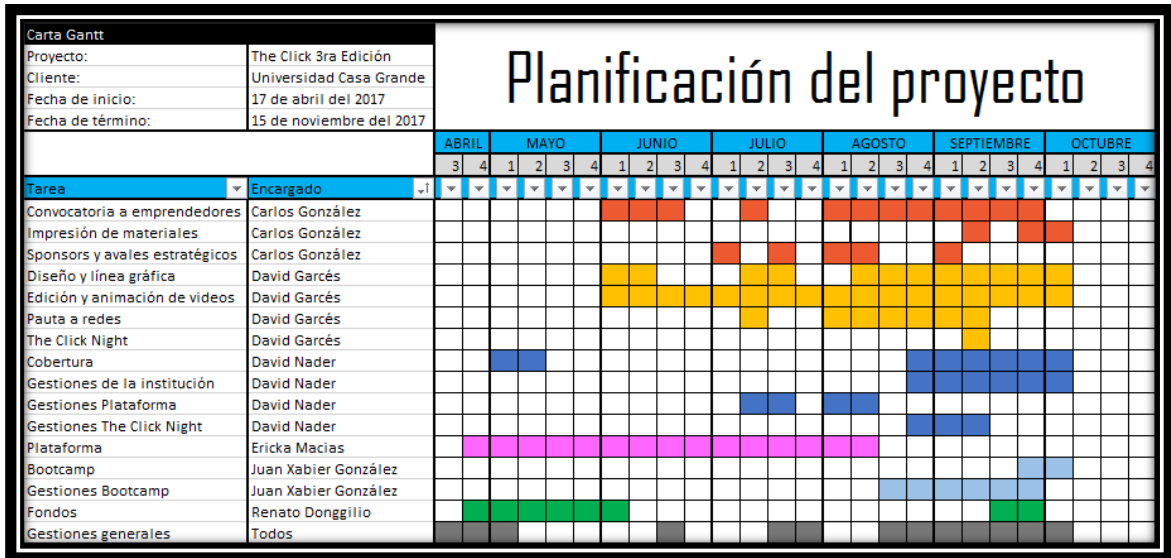 Carta Gantt
Proyecto: The Click 3ra Edición
Cliente: Universidad Casa Grande
Fecha de inicio: 17 de abril del 2017
Fecha de término: 15 de noviembre del 2017
Planificación del proyecto
ABRIL MAYO JUNIO JULIO AGOSTO SEPTIEMBRE OCTUBRE
3 4 1 2 3 4 1 2 3 4 1 2 3 4 1 2 3 4 1 2 3 4 1 2 3 4
Tarea Encargado
Convocatoria a emprendedores Carlos González
Impresión de materiales Carlos González
Sponsors y avales estratégicos Carlos González
Diseño y línea gráfica David Garcés
Edición y animación de videos David Garcés
Pauta a redes David Garcés
The Click Night David Garcés
Cobertura David Nader
Gestiones de la institución David Nader
Gestiones Plataforma David Nader
Gestiones The Click Night David Nader
Plataforma Ericka Macias
Bootcamp Juan Xabier González
Gestiones Bootcamp Juan Xabier González
Fondos Renato Donggilio
Gestiones generales Todos